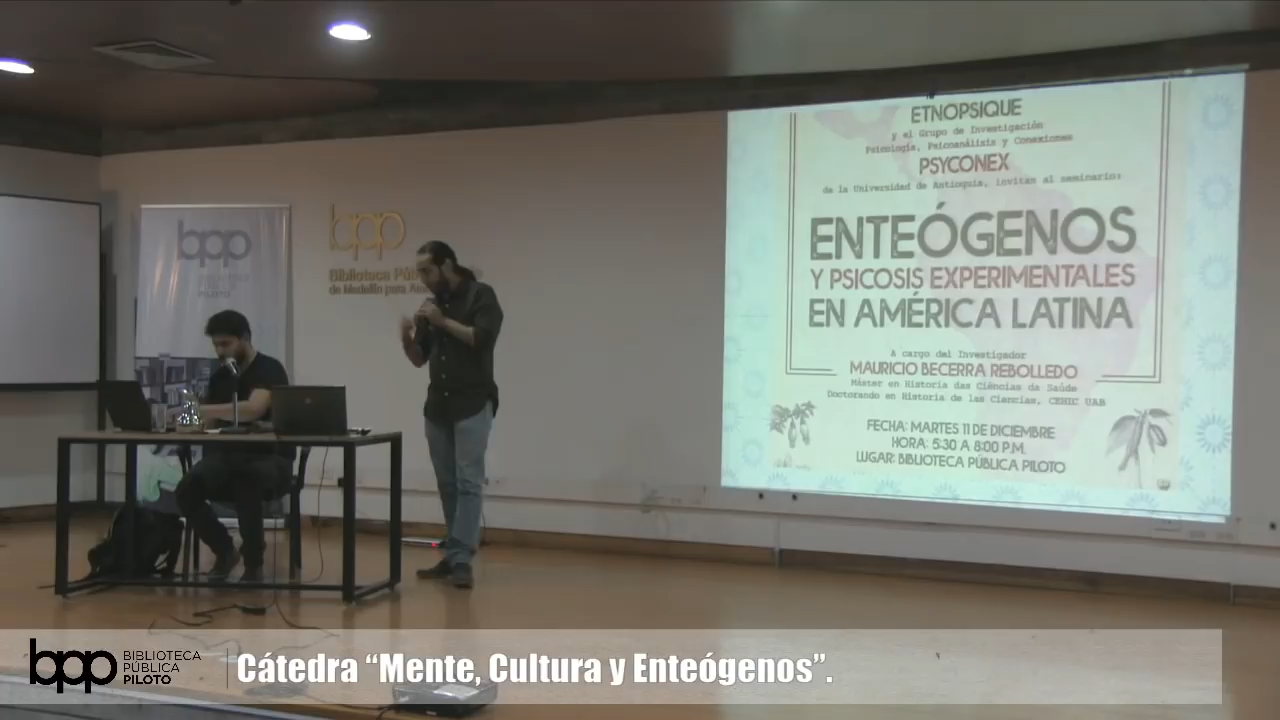 ETNOPSIQUE
y el Grupo de Investigación
Psicología, Psicoanálisis y Conexiones
PSYCONEX
de la Universidad de Antioquia, invitan al seminario:
ENTEÓGENOS
Y PSICOSIS EXPERIMENTALES
EN AMÉRICA LATINA
A cargo del Investigador
MAURICIO BECERRA REBOLLEDO
Máster en Historia das Ciências da Saúde
Doctorando en Historia de las Ciencias, CEHIC UAB
FECHA: MARTES 11 DE DICIEMBRE
HORA: 5:30 A 8:00 P.M.
LUGAR: BIBLIOTECA PÚBLICA PILOTO
bpp
BIBLIOTECA
PÚBLICA
PILOTO
bpp
Biblioteca
de Medellín para
bpp
BIBLIOTECA
PÚBLICA
PILOTO
Cátedra “Mente, Cultura y Enteógenos”.